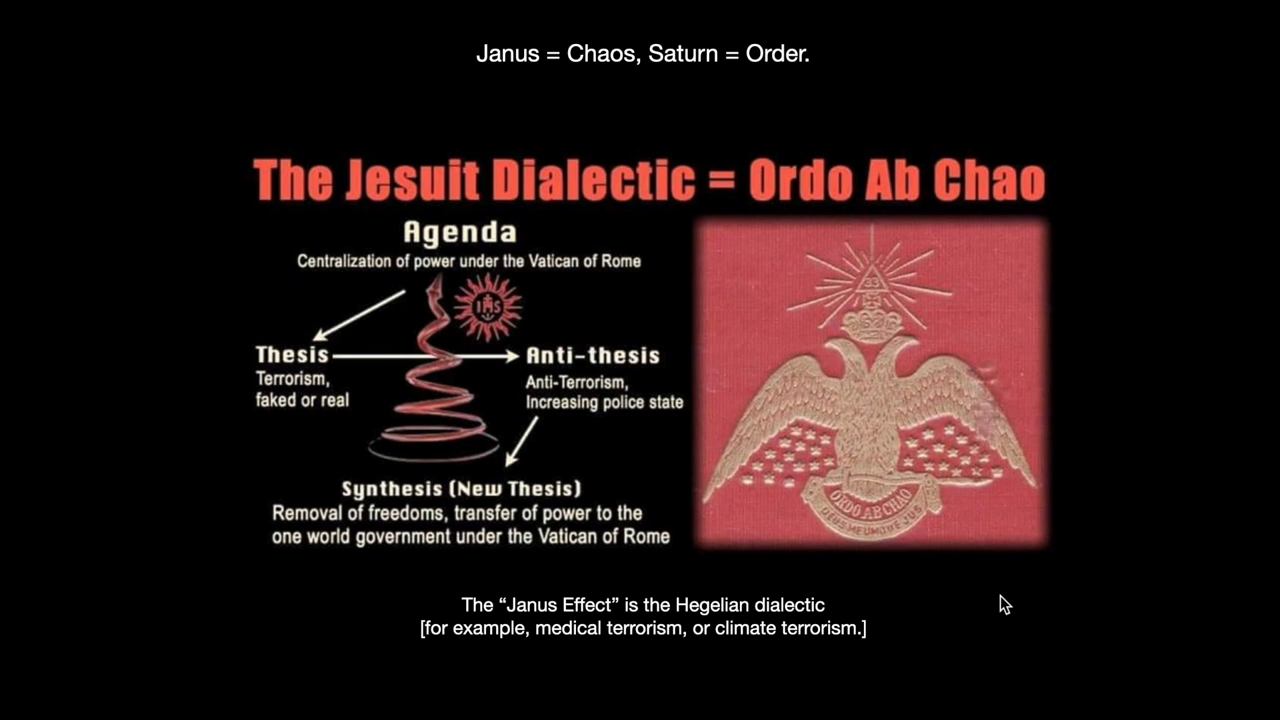 Janus = Chaos, Saturn = Order.
The Jesuit Dialectic = Ordo Ab Chao
Agenda
Centralization of power under the Vatican of Rome
IHS
33
Thesis
Terrorism,
faked or real
Anti-thesis
Anti-Terrorism,
Increasing police state
Synthesis (New Thesis)
Removal of freedoms, transfer of power to the
one world government under the Vatican of Rome
ORDO AB CHAO
DEUS MEUMQUE JUS
The “Janus Effect” is the Hegelian dialectic
[for example, medical terrorism, or climate terrorism.]